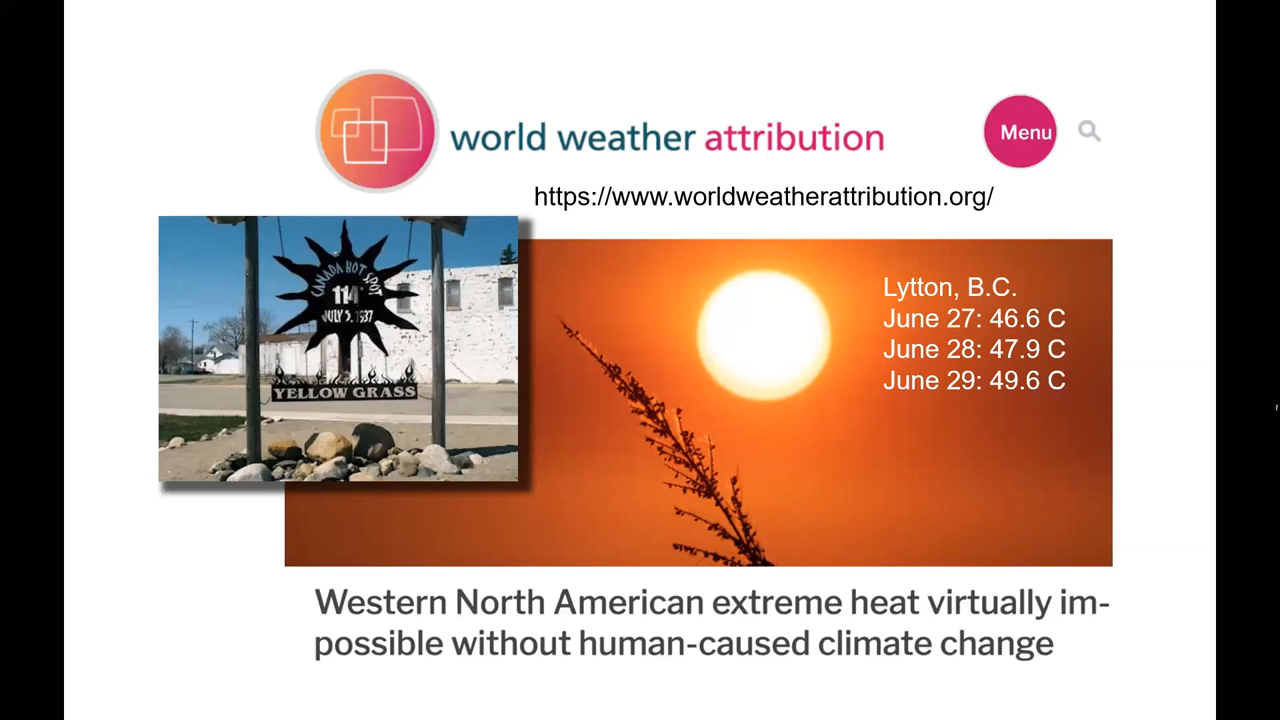 world weather attribution
Menu
https://www.worldweatherattribution.org/
CANADA HOT SPOT
114°
JULY 5, 1937
YELLOW GRASS
Lytton, B.C.
June 27: 46.6 C
June 28: 47.9 C
June 29: 49.6 C
Western North American extreme heat virtually im-
possible without human-caused climate change